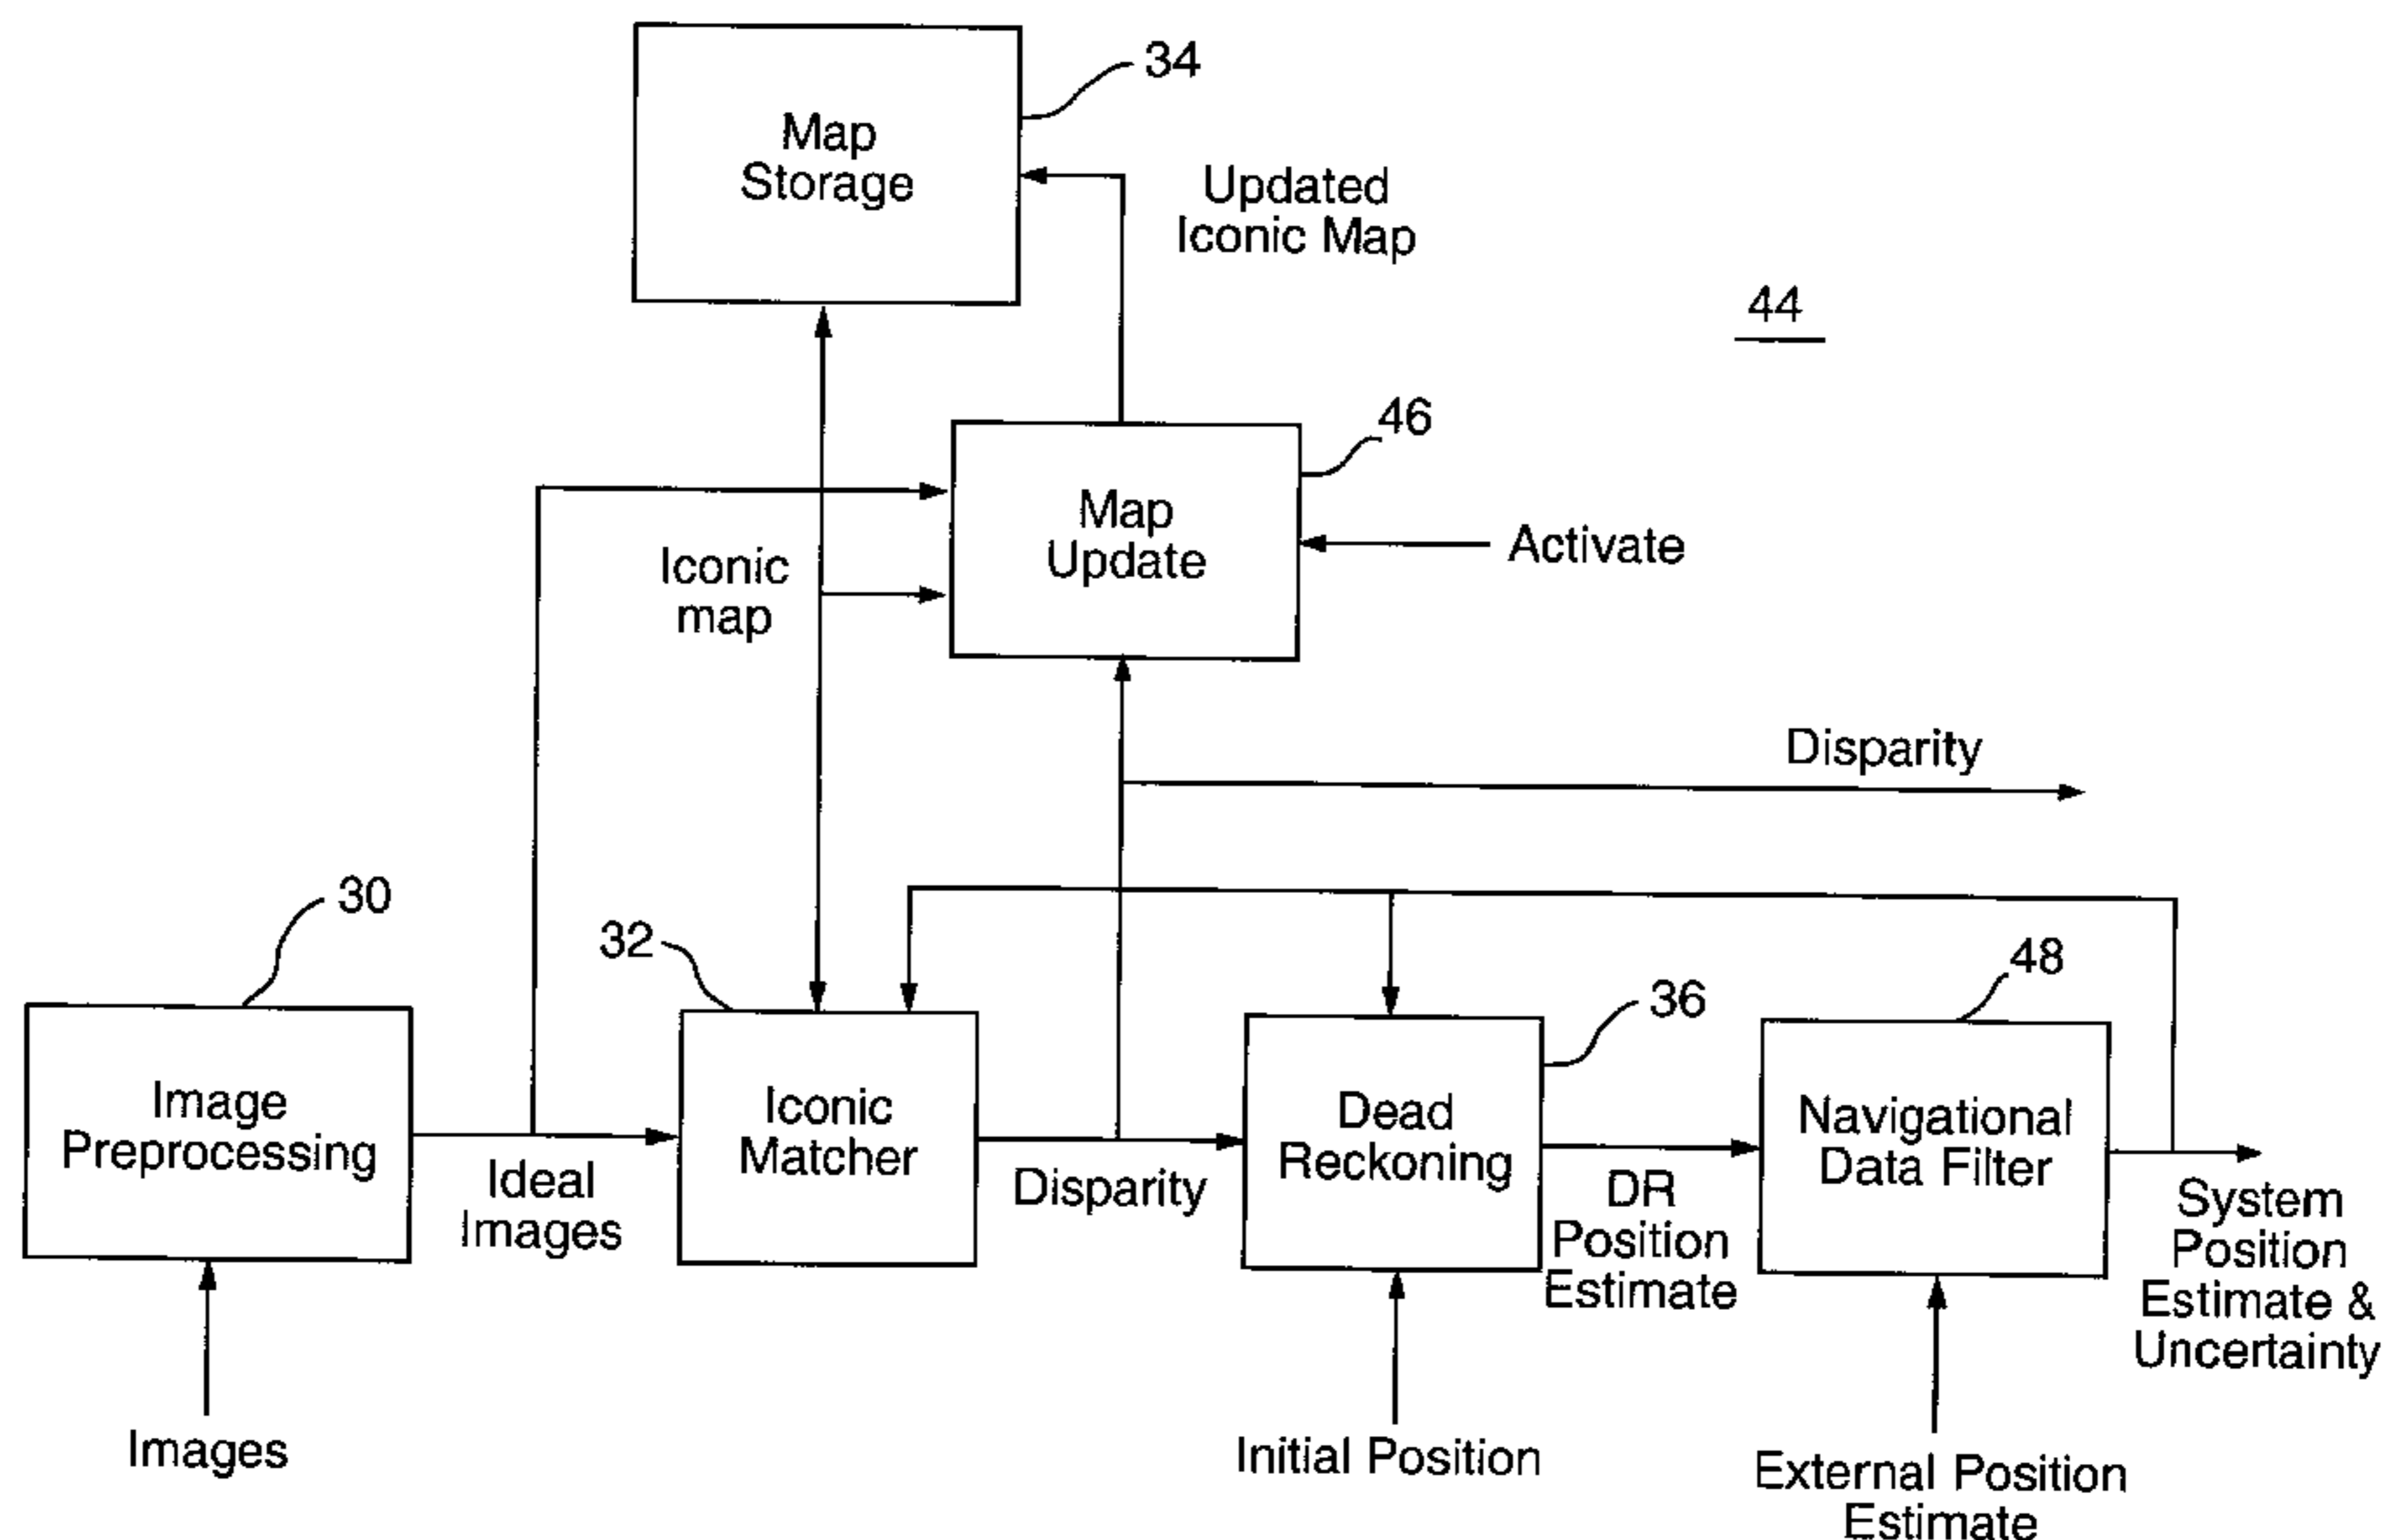 34
Map
Storage
Updated
Iconic Map
44
46
Map
Update
Activate
Iconic
map
Disparity
30
32
36
48
Image
Preprocessing
Ideal
Images
Iconic
Matcher
Disparity
Dead
Reckoning
DR
Position
Estimate
Navigational
Data Filter
System
Position
Estimate &
Uncertainty
Images
Initial Position
External Position
Estimate